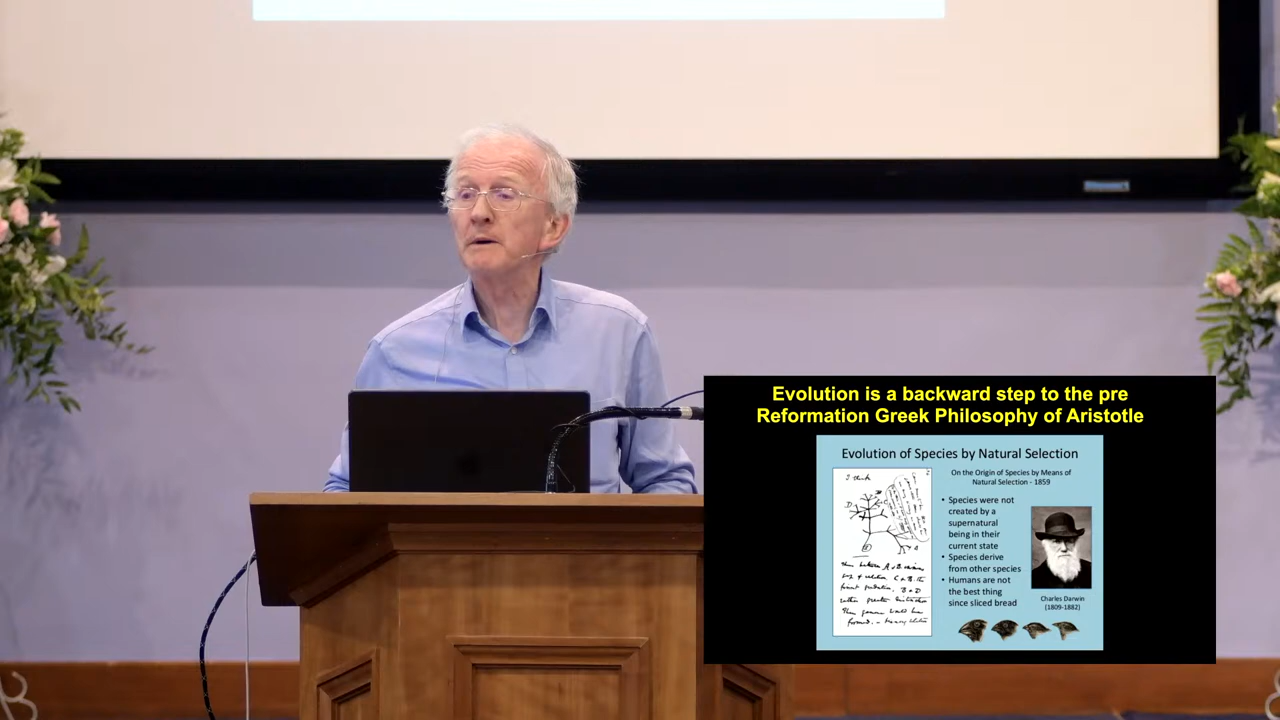 Evolution is a backward step to the pre
Reformation Greek Philosophy of Aristotle
Evolution of Species by Natural Selection
I think
On the Origin of Species by Means of
Natural Selection - 1859
• Species were not
created by a
supernatural
being in their
current state
• Species derive
from other species
• Humans are not
the best thing
since sliced bread
Charles Darwin
(1809-1882)